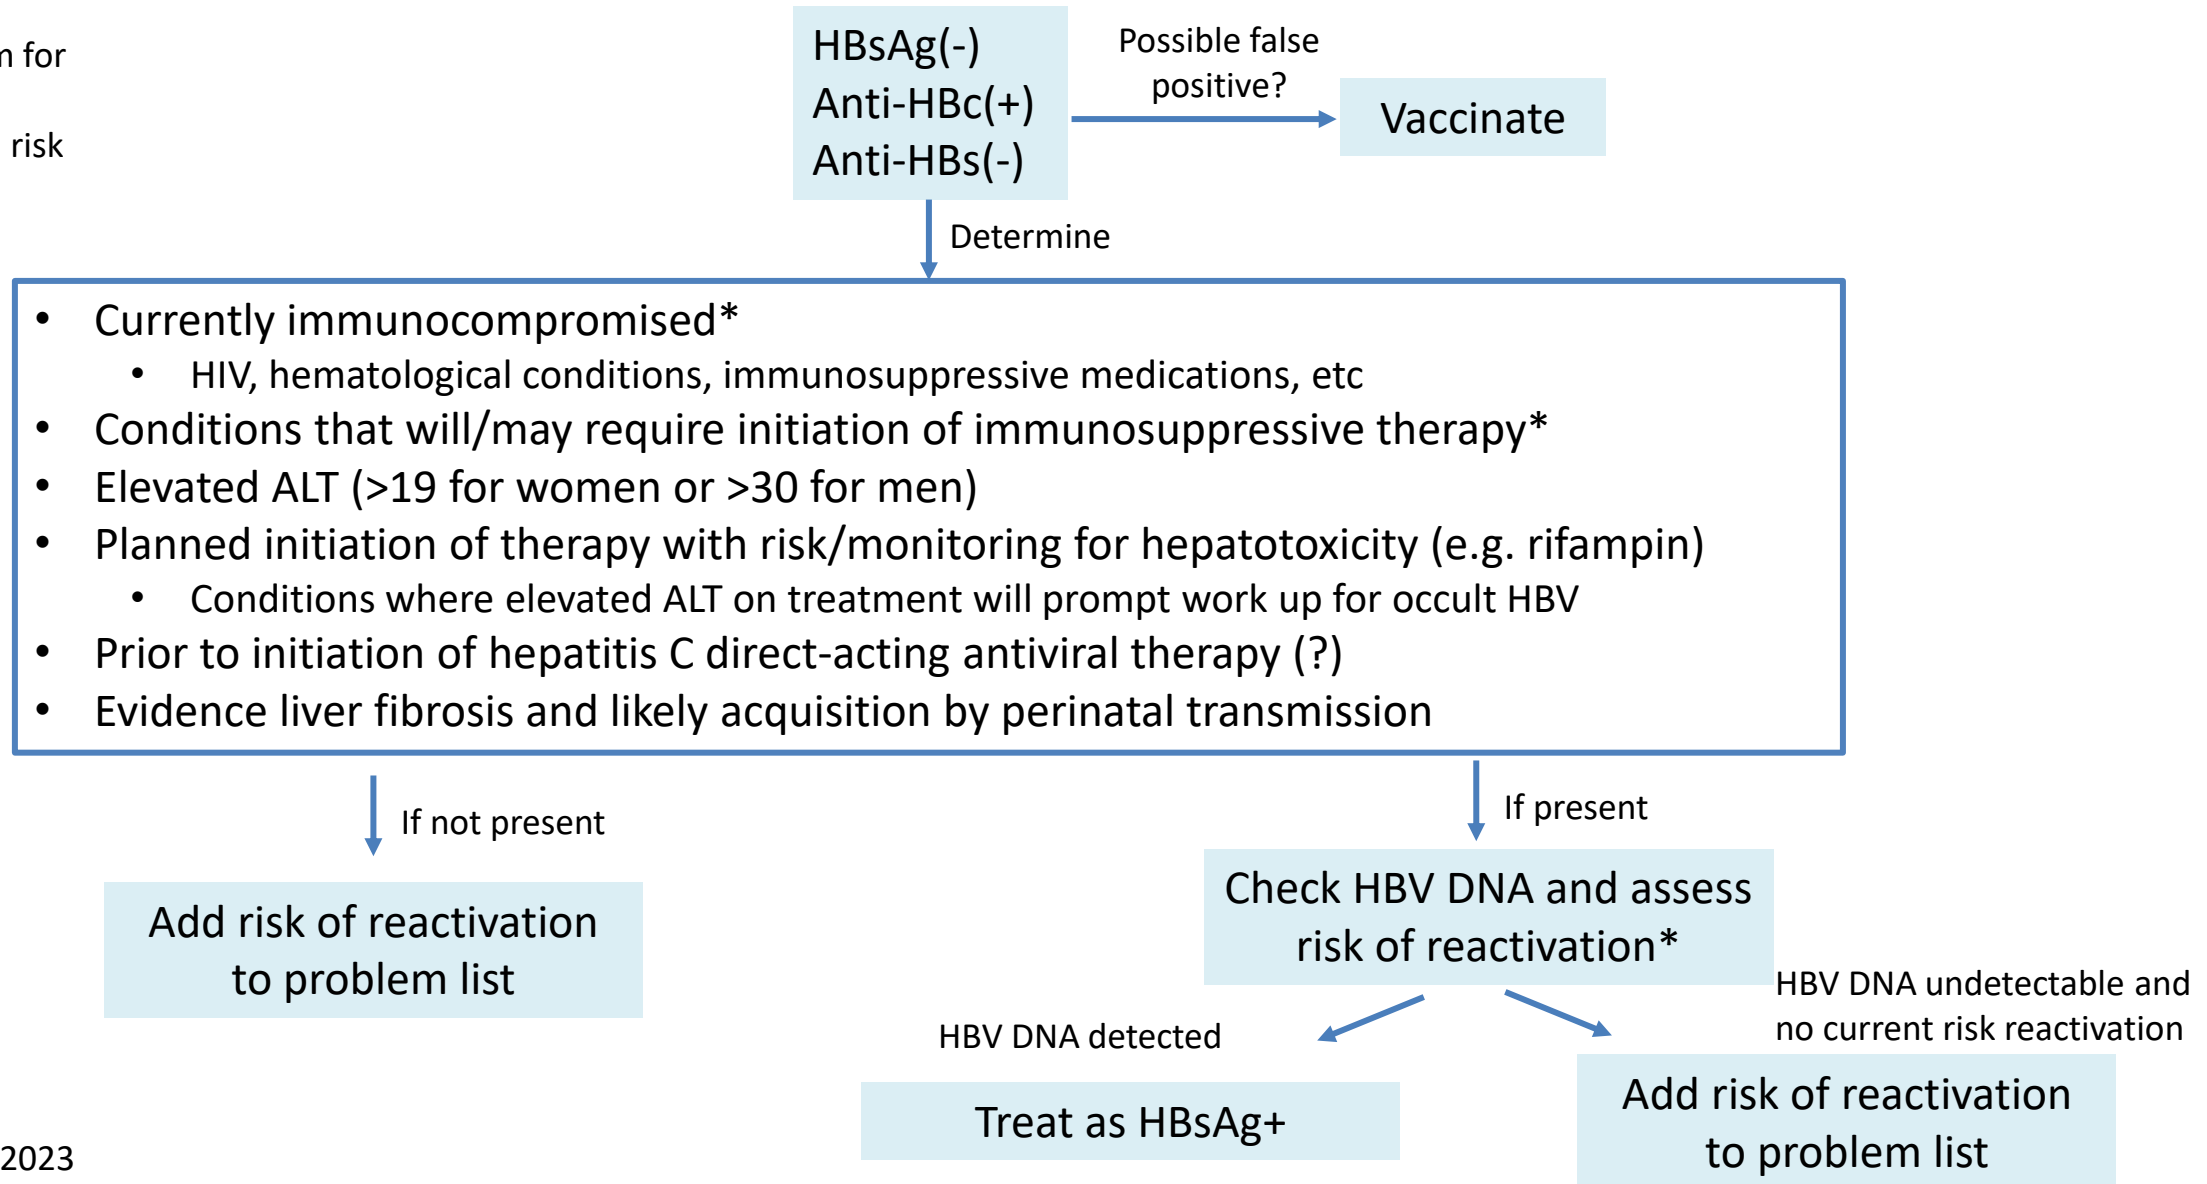 for
risk
HBsAg(-)
Anti-HBc(+)
Anti-HBs(-)
Possible false
positive?
Vaccinate
Determine
• Currently immunocompromised*
• HIV, hematological conditions, immunosuppressive medications, etc
• Conditions that will/may require initiation of immunosuppressive therapy*
• Elevated ALT (>19 for women or >30 for men)
• Planned initiation of therapy with risk/monitoring for hepatotoxicity (e.g. rifampin)
• Conditions where elevated ALT on treatment will prompt work up for occult HBV
• Prior to initiation of hepatitis C direct-acting antiviral therapy (?)
• Evidence liver fibrosis and likely acquisition by perinatal transmission
If not present
If present
Add risk of reactivation
to problem list
Check HBV DNA and assess
risk of reactivation*
HBV DNA detected
HBV DNA undetectable and
no current risk reactivation
Treat as HBsAg+
Add risk of reactivation
to problem list
2023